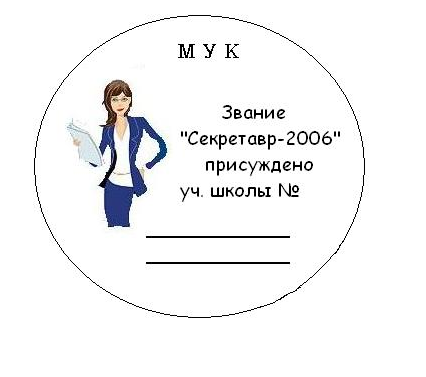 М У К
Звание
"Секретавр-2006"
присуждено
уч. школы №